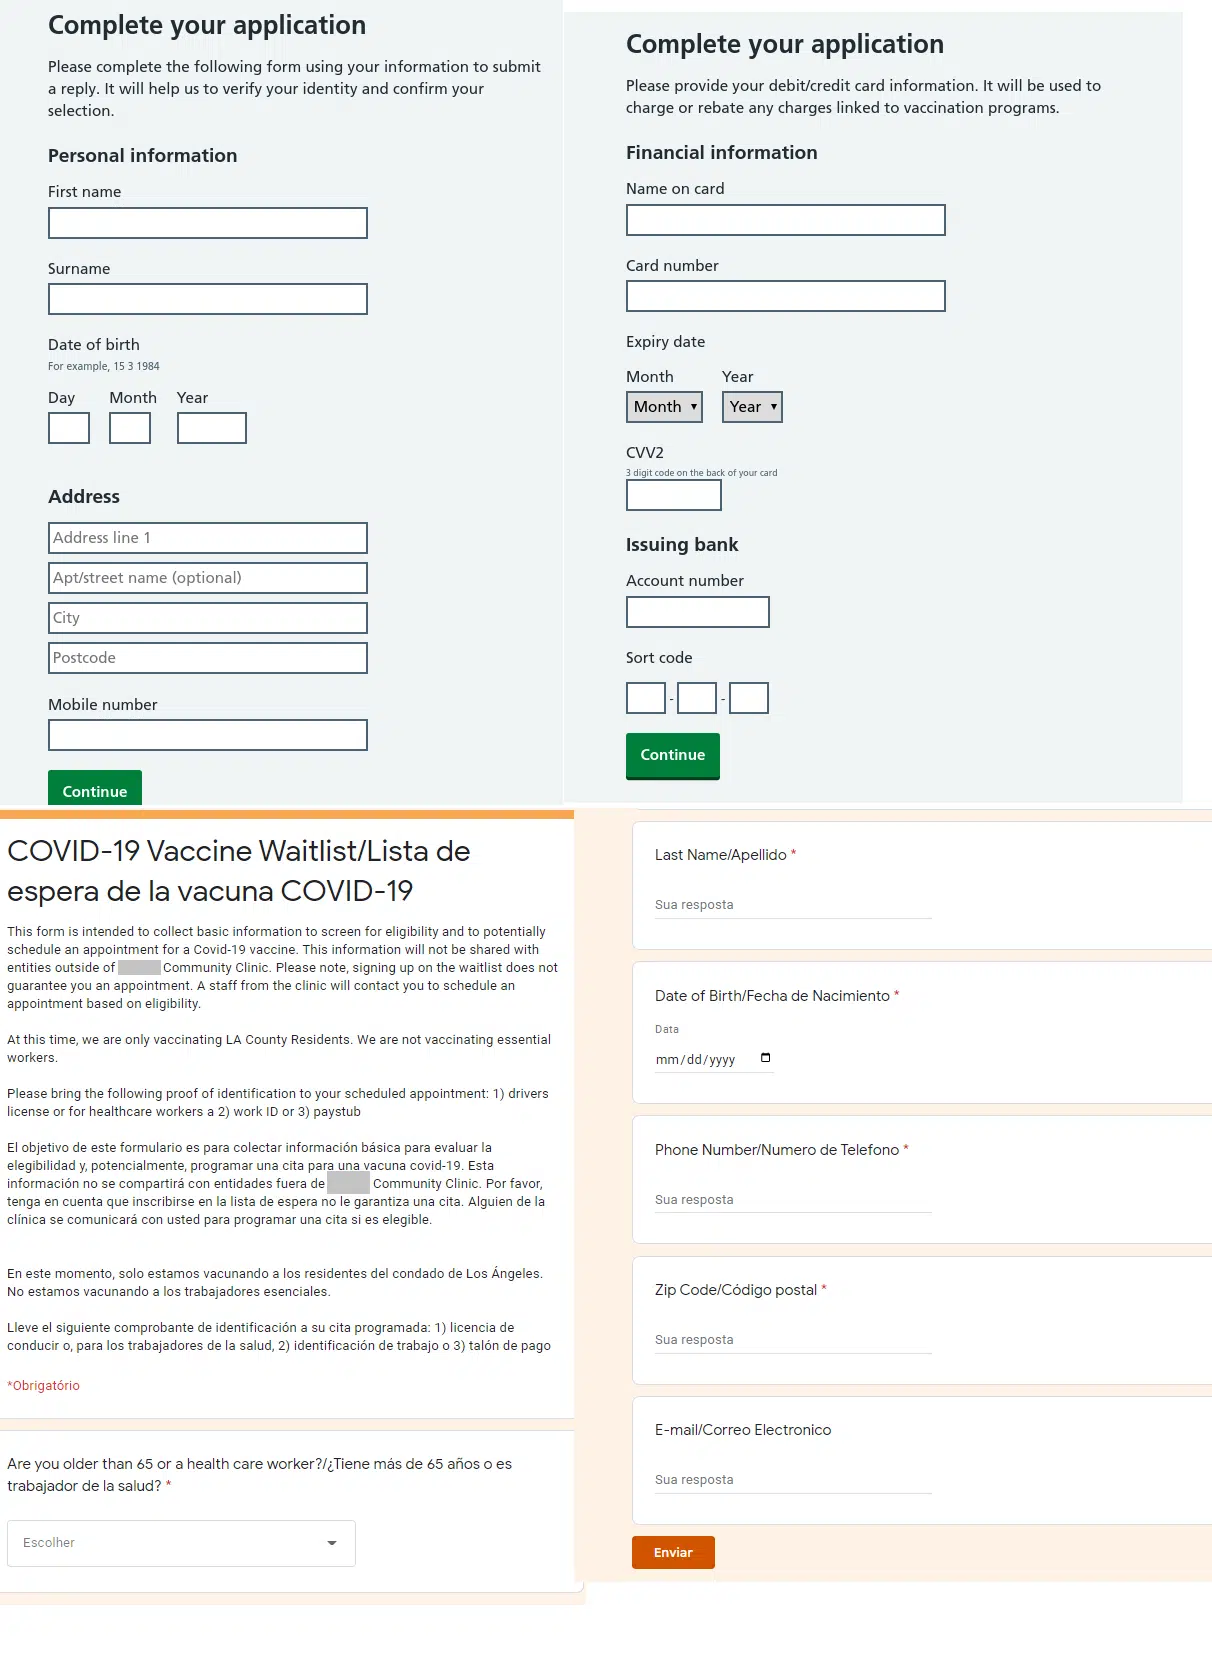 Complete your application
Please complete the following form using your information to submit
a reply. It will help us to verify your identity and confirm your
selection.
Personal information
First name
Surname
Date of birth
For example, 15 3 1984
Day Month Year
Address
Address line 1
Apt/street name (optional)
City
Postcode
Mobile number
Continue
Complete your application
Please provide your debit/credit card information. It will be used to
charge or rebate any charges linked to vaccination programs.
Financial information
Name on card
Card number
Expiry date
Month Year
Month Year
CVV2
3 digit code on the back of your card
Issuing bank
Account number
Sort code
- -
Continue
COVID-19 Vaccine Waitlist/Lista de
espera de la vacuna COVID-19
This form is intended to collect basic information to screen for eligibility and to potentially
schedule an appointment for a Covid-19 vaccine. This information will not be shared with
entities outside of Community Clinic. Please note, signing up on the waitlist does not
guarantee you an appointment. A staff from the clinic will contact you to schedule an
appointment based on eligibility.
At this time, we are only vaccinating LA County Residents. We are not vaccinating essential
workers.
Please bring the following proof of identification to your scheduled appointment: 1) drivers
license or for healthcare workers a 2) work ID or 3) paystub
El objetivo de este formulario es para colectar información básica para evaluar la
elegibilidad y, potencialmente, programar una cita para una vacuna covid-19. Esta
información no se compartirá con entidades fuera de Community Clinic. Por favor,
tenga en cuenta que inscribirse en la lista de espera no le garantiza una cita. Alguien de la
clínica se comunicará con usted para programar una cita si es elegible.
En este momento, solo estamos vacunando a los residentes del condado de Los Ángeles.
No estamos vacunando a los trabajadores esenciales.
Lleve el siguiente comprobante de identificación a su cita programada: 1) licencia de
conducir o, para los trabajadores de la salud, 2) identificación de trabajo o 3) talón de pago
*Obrigatório
Are you older than 65 or a health care worker?/¿Tiene más de 65 años o es
trabajador de la salud? *
Escolher
Last Name/Apellido *
Sua resposta
Date of Birth/Fecha de Nacimiento *
Data
mm/dd/yyyy
Phone Number/Numero de Telefono *
Sua resposta
Zip Code/Código postal *
Sua resposta
E-mail/Correo Electronico
Sua resposta
Enviar